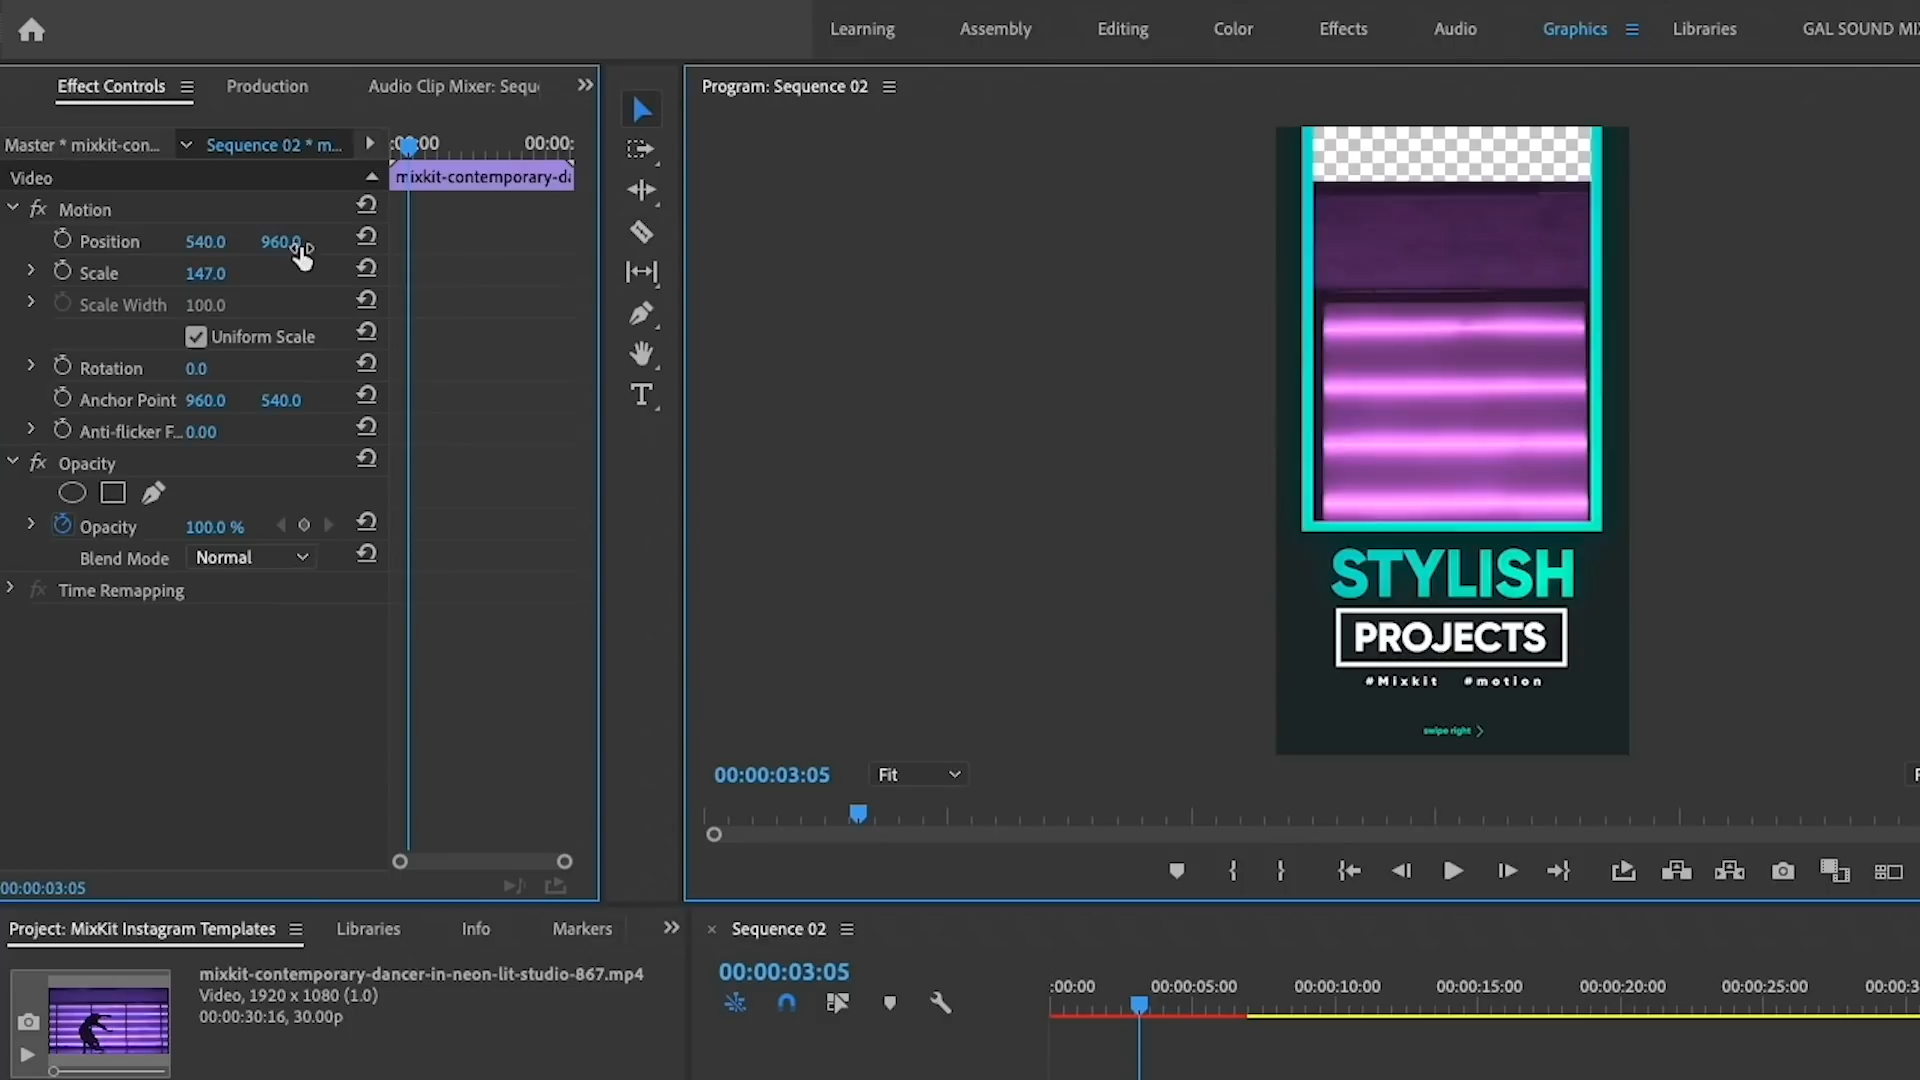 Learning Assembly Editing Color Effects Audio Graphics Libraries GAL SOUND MIX
Effect Controls Production Audio Clip Mixer: Sequ
Program: Sequence 02
Master * mixkit-con... Sequence 02 * m... :00:00 00:00:
Video
mixkit-contemporary-da
fx Motion
Position 540.0 960.0
Scale 147.0
Scale Width 100.0
Uniform Scale
Rotation 0.0
Anchor Point 960.0 540.0
Anti-flicker F... 0.00
fx Opacity
Opacity 100.0 %
Blend Mode Normal
fx Time Remapping
00:00:03:05
STYLISH
PROJECTS
#Mixkit #motion
swipe right
00:00:03:05 Fit
Project: MixKit Instagram Templates Libraries Info Markers
mixkit-contemporary-dancer-in-neon-lit-studio-867.mp4
Video, 1920 x 1080 (1.0)
00:00:30:16, 30.00p
× Sequence 02
00:00:03:05
:00:00 00:00:05:00 00:00:10:00 00:00:15:00 00:00:20:00 00:00:25:00 00:00:3